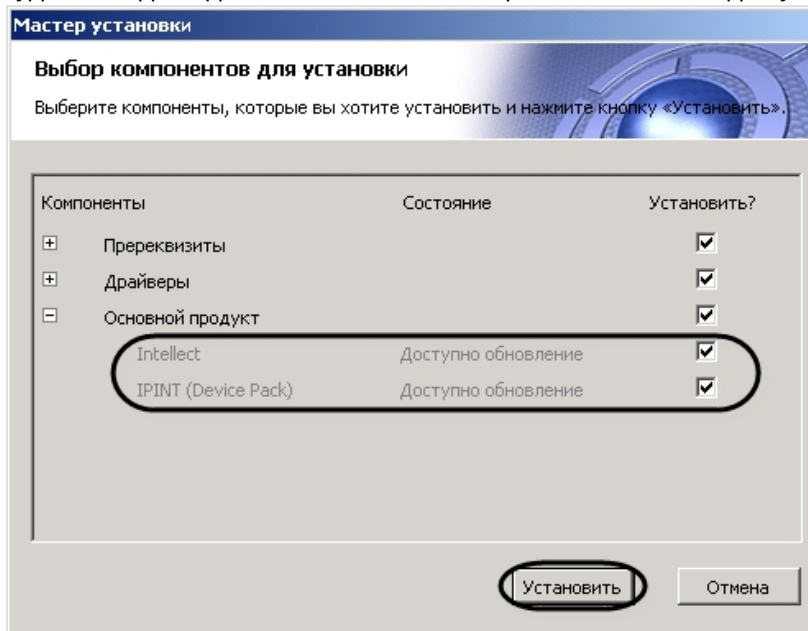 Мастер установки
Выбор компонентов для установки
Выберите компоненты, которые вы хотите установить и нажмите кнопку «Установить».
Компоненты Состояние Установить?
Пререквизиты
Драйверы
Основной продукт
Intellect Доступно обновление
IPINT (Device Pack) Доступно обновление
Установить Отмена